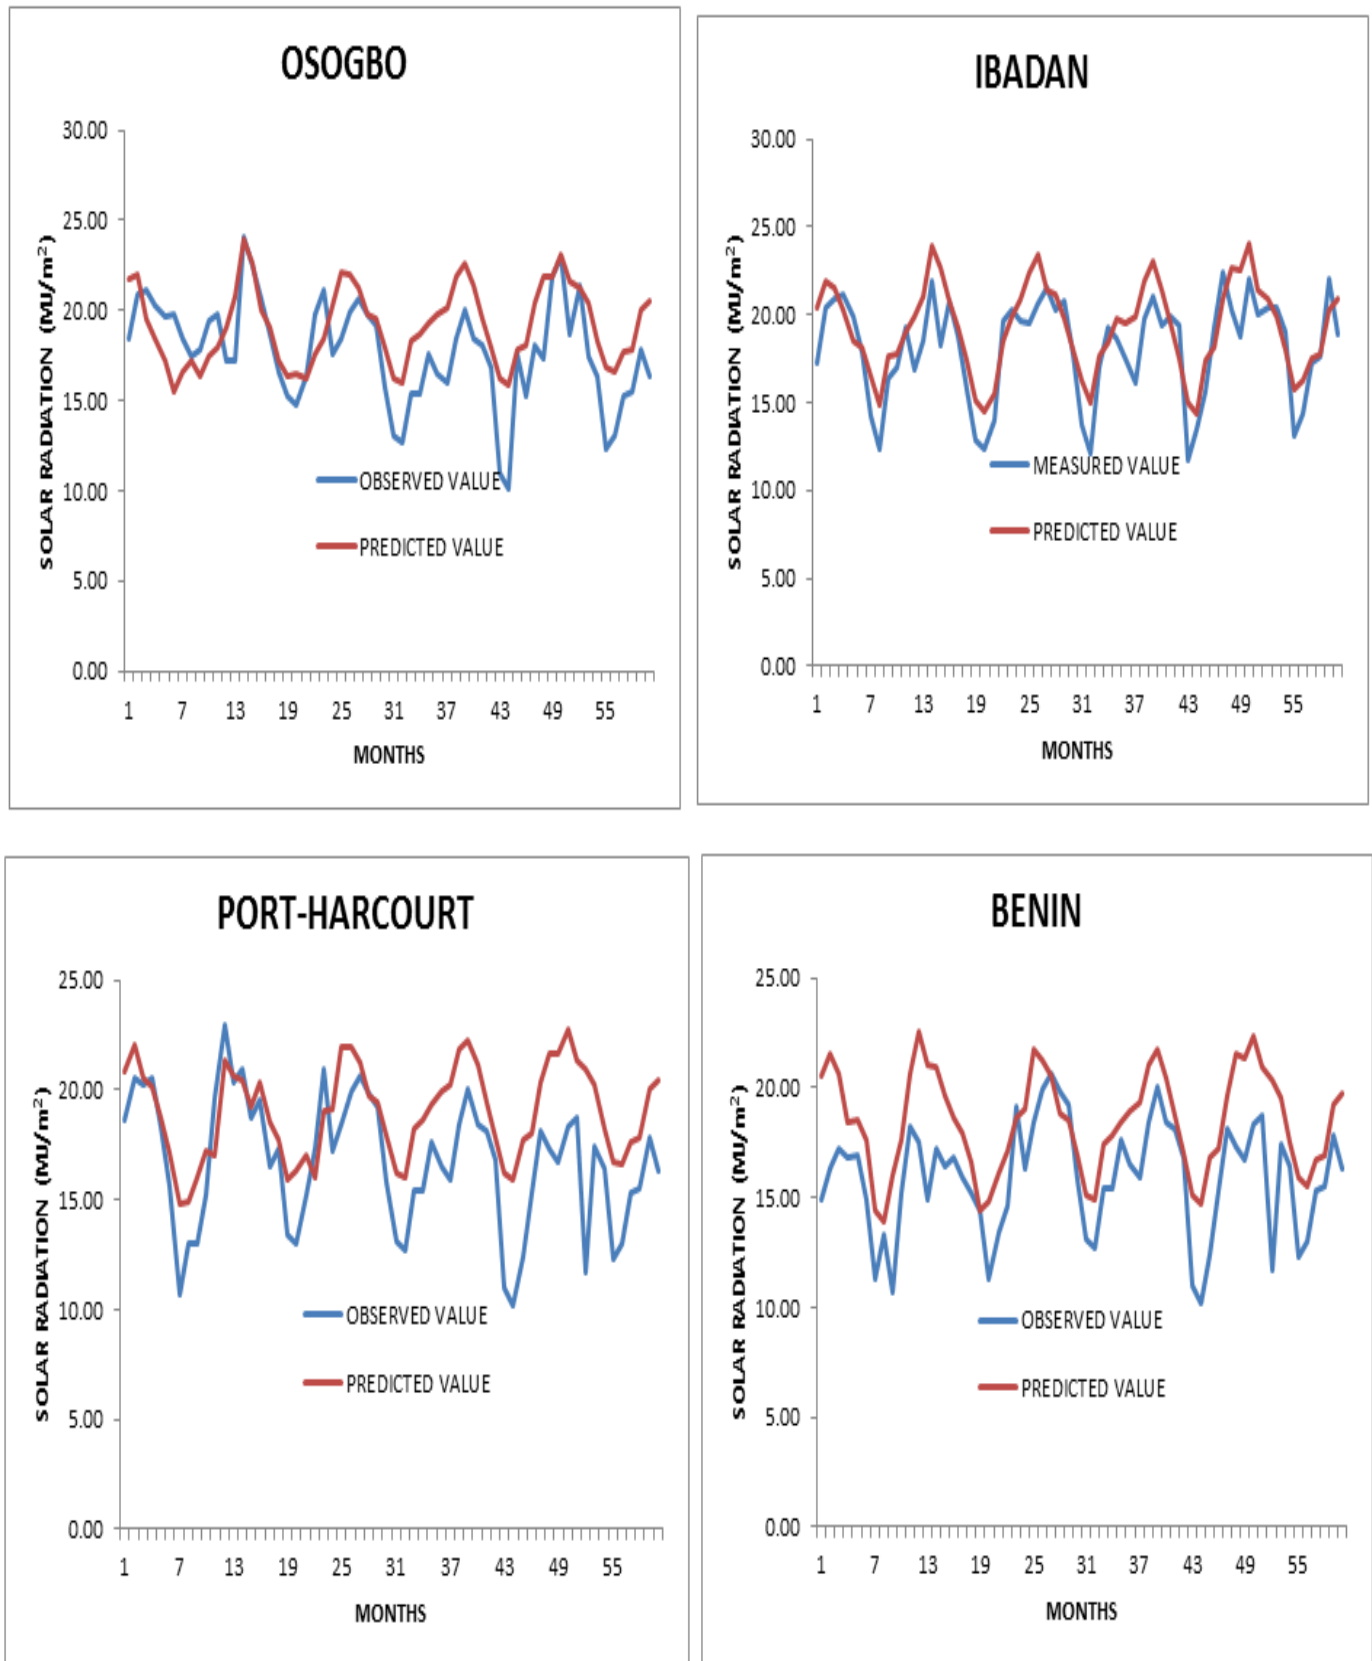 OSOGBO
30.00
25.00
20.00
15.00
10.00
5.00
0.00
SOLAR RADIATION (MJ/m²)
OBSERVED VALUE
PREDICTED VALUE
1 7 13 19 25 31 37 43 49 55
MONTHS
IBADAN
30.00
25.00
20.00
15.00
10.00
5.00
0.00
SOLAR RADIATION (MJ/m²)
MEASURED VALUE
PREDICTED VALUE
1 7 13 19 25 31 37 43 49 55
MONTHS
PORT-HARCOURT
25.00
20.00
15.00
10.00
5.00
0.00
SOLAR RADIATION (MJ/m²)
OBSERVED VALUE
PREDICTED VALUE
1 7 13 19 25 31 37 43 49 55
MONTHS
BENIN
25.00
20.00
15.00
10.00
5.00
0.00
SOLAR RADIATION (MJ/m²)
OBSERVED VALUE
PREDICTED VALUE
1 7 13 19 25 31 37 43 49 55
MONTHS